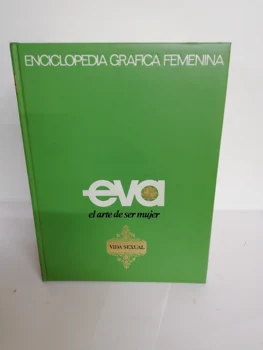 ENCICLOPEDIA GRAFICA FEMENINA
eva
el arte de ser mujer
VIDA SEXUAL